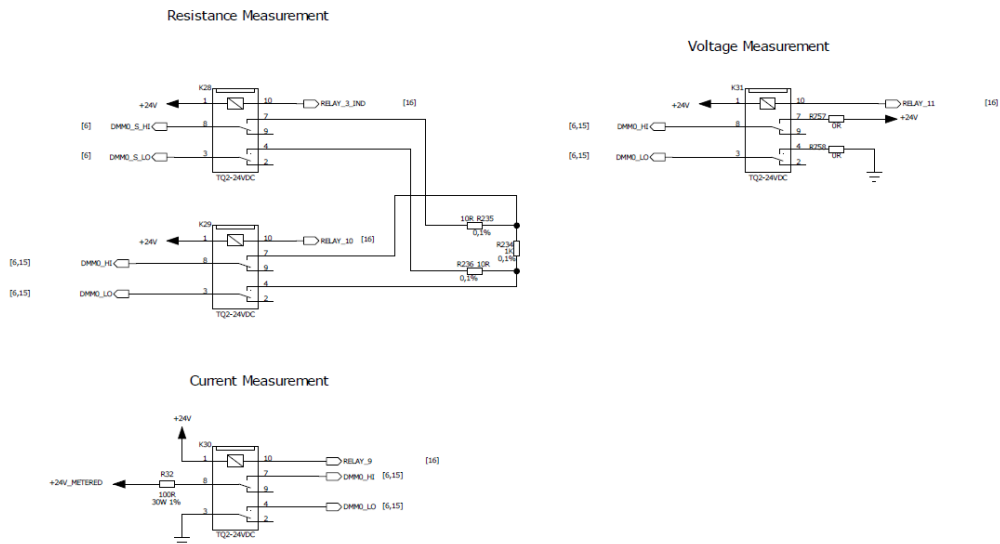 Resistance Measurement
K28
+24V 1 10 RELAY_3_IND [16]
[6] DMM0_S_HI 8 7
9
[6] DMM0_S_LO 3 4
2
TQ2-24VDC
K29
+24V 1 10 RELAY_10 [16]
[6,15] DMM0_HI 8 7
9
[6,15] DMM0_LO 3 4
2
TQ2-24VDC
10R R235
0,1%
R234
1K
0,1%
R236 10R
0,1%
Voltage Measurement
K31
+24V 1 10 RELAY_11 [16]
[6,15] DMM0_HI 8 7 R757 +24V
0R
9
[6,15] DMM0_LO 3 4 R758
0R
2
TQ2-24VDC
Current Measurement
+24V
K30
1 10 RELAY_9 [16]
+24V_METERED R32 8 7 DMM0_HI [6,15]
100R
30W 1%
9
3 4 DMM0_LO [6,15]
2
TQ2-24VDC